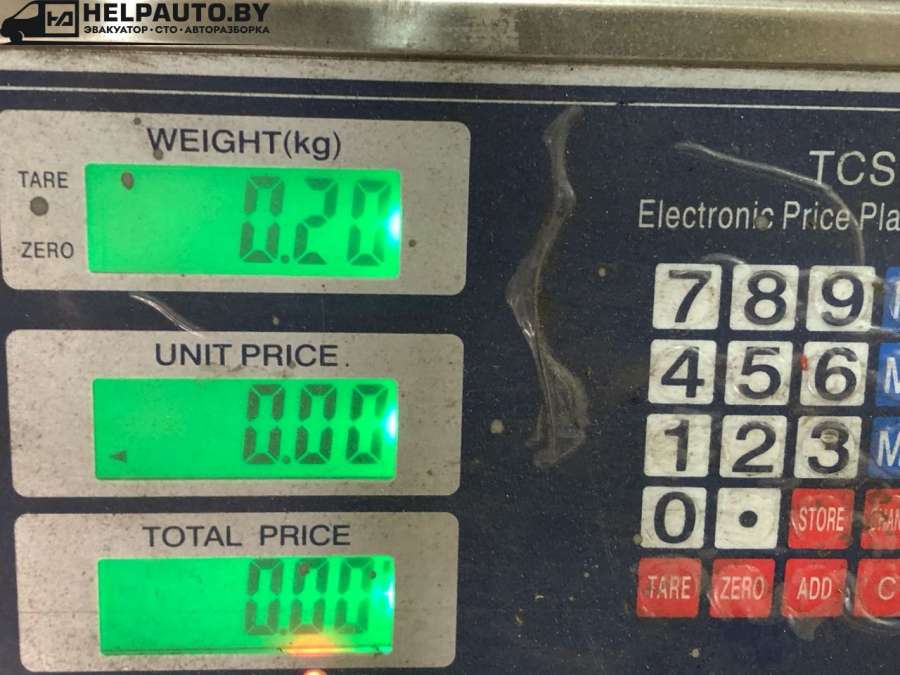 HELPAUTO.BY
ЭВАКУАТОР • СТО • АВТОРАЗБОРКА
WEIGHT(kg)
TARE
0.20
ZERO
UNIT PRICE
0.00
TOTAL PRICE
0.00
TCS
Electronic Price
7 8 9
4 5 6
1 2 3
0 .
STORE
TARE ZERO ADD C